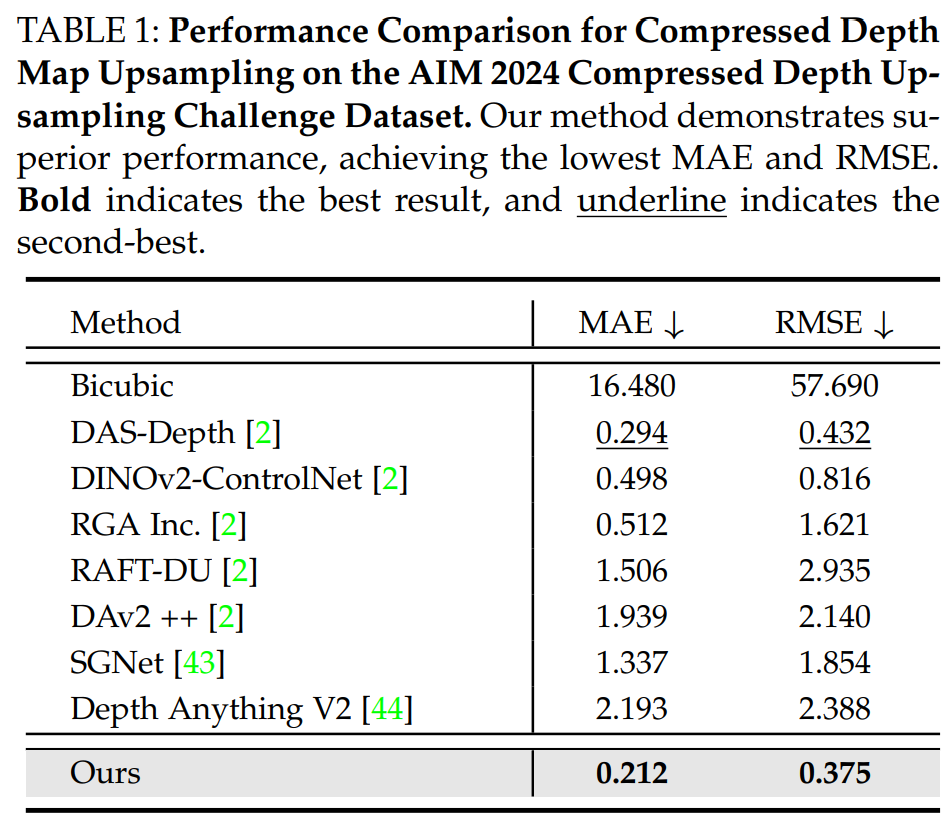 TABLE 1: Performance Comparison for Compressed Depth
Map Upsampling on the AIM 2024 Compressed Depth Up-
sampling Challenge Dataset. Our method demonstrates su-
perior performance, achieving the lowest MAE and RMSE.
Bold indicates the best result, and underline indicates the
second-best.
Method MAE ↓ RMSE ↓
Bicubic 16.480 57.690
DAS-Depth [2] 0.294 0.432
DINOv2-ControlNet [2] 0.498 0.816
RGA Inc. [2] 0.512 1.621
RAFT-DU [2] 1.506 2.935
DAv2 ++ [2] 1.939 2.140
SGNet [43] 1.337 1.854
Depth Anything V2 [44] 2.193 2.388
Ours 0.212 0.375